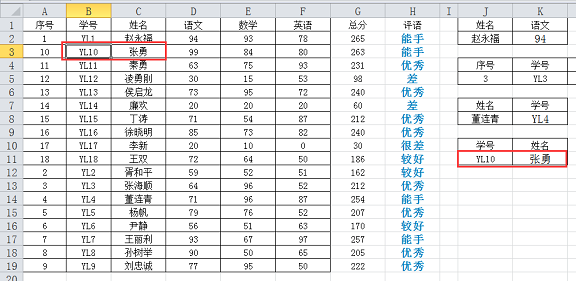 A B C D E F G H I J K
1 序号 学号 姓名 语文 数学 英语 总分 评语 姓名 语文
2 1 YL1 赵永福 94 93 78 265 能手 赵永福 94
3 10 YL10 张勇 99 84 80 263 能手
4 11 YL11 秦勇 63 75 93 231 优秀 序号 学号
5 12 YL12 凌勇刚 30 15 53 98 差 3 YL3
6 13 YL13 侯启龙 73 95 72 240 优秀
7 14 YL14 廉欢 20 20 20 60 差 姓名 学号
8 15 YL15 丁涛 71 54 87 212 优秀 董连青 YL4
9 16 YL16 徐晓明 85 73 82 240 优秀
10 17 YL17 李新 20 10 0 30 很差 学号 姓名
11 18 YL18 王双 72 64 50 186 较好 YL10 张勇
12 2 YL2 胥和平 59 52 51 162 较好
13 3 YL3 张海顺 64 96 52 212 优秀
14 4 YL4 董连青 71 96 87 254 能手
15 5 YL5 杨帆 79 76 52 207 优秀
16 6 YL6 尹静 56 51 63 170 较好
17 7 YL7 王丽利 93 67 97 257 能手
18 8 YL8 孙树举 90 50 65 205 优秀
19 9 YL9 刘忠诚 77 95 50 222 优秀
20